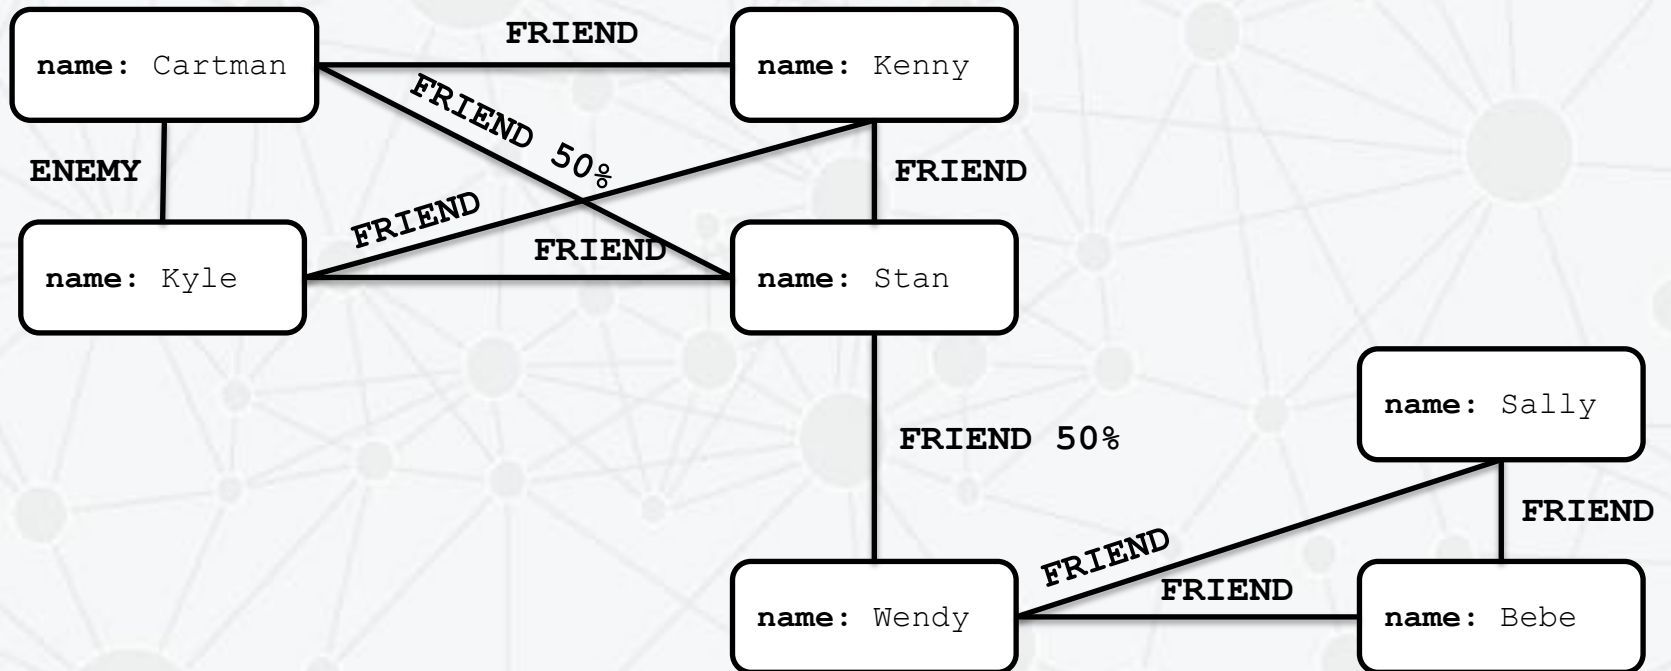 FRIEND
name: Cartman
name: Kenny
FRIEND 50%
ENEMY
FRIEND
FRIEND
FRIEND
name: Kyle
name: Stan
name: Sally
FRIEND 50%
FRIEND
FRIEND
FRIEND
name: Wendy
name: Bebe